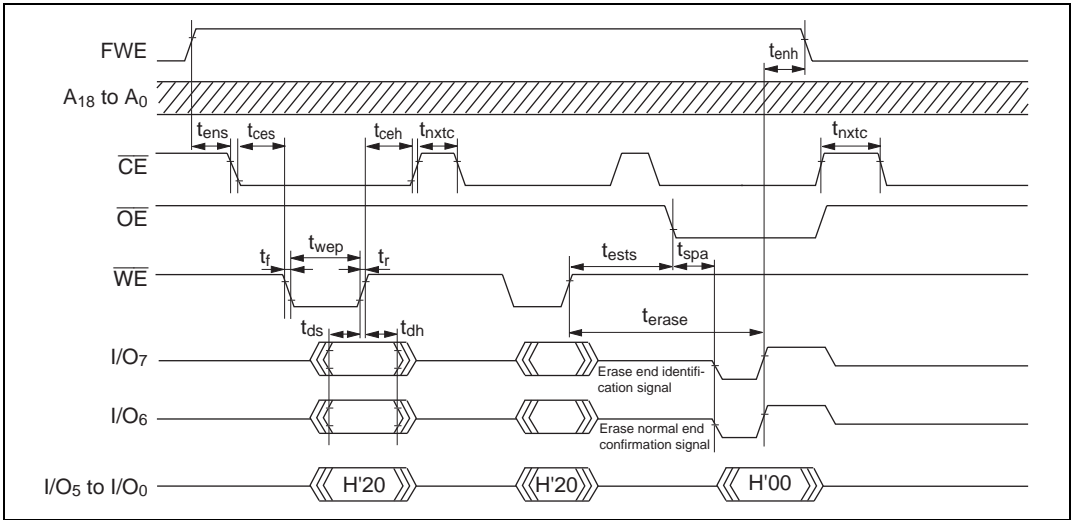 FWE
tenh
A18 to A0
tens
tces
tceh
tnxtc
tnxtc
CE
OE
twep
tests
tspa
tf
tr
WE
terase
tds
tdh
I/O7
Erase end identifi-
cation signal
I/O6
Erase normal end
confirmation signal
I/O5 to I/O0
H'20
H'20
H'00